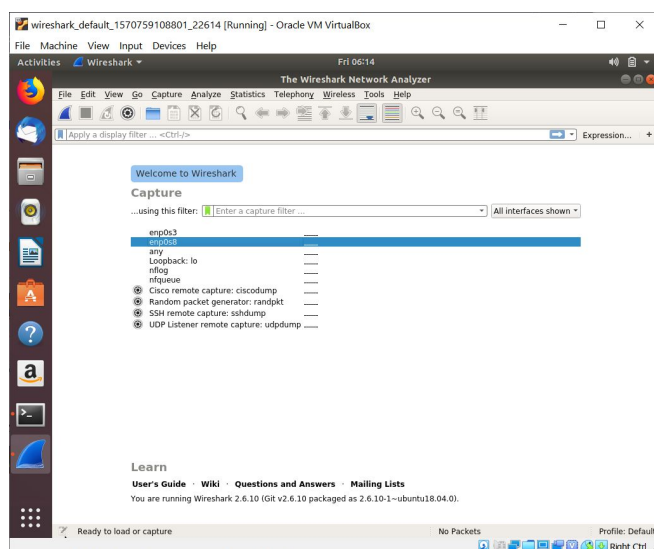 wireshark_default_1570759108801_22614 [Running] - Oracle VM VirtualBox
File Machine View Input Devices Help
Activities Wireshark Fri 06:14
The Wireshark Network Analyzer
File Edit View Go Capture Analyze Statistics Telephony Wireless Tools Help
Apply a display filter ... <Ctrl-/> Expression... +
Welcome to Wireshark
Capture
...using this filter: Enter a capture filter ... All interfaces shown
enp0s3
enp0s8
any
Loopback: lo
nflog
nfqueue
Cisco remote capture: ciscodump
Random packet generator: randpkt
SSH remote capture: sshdump
UDP Listener remote capture: udpdump
Learn
User's Guide · Wiki · Questions and Answers · Mailing Lists
You are running Wireshark 2.6.10 (Git v2.6.10 packaged as 2.6.10-1~ubuntu18.04.0).
Ready to load or capture No Packets Profile: Default
Right Ctrl